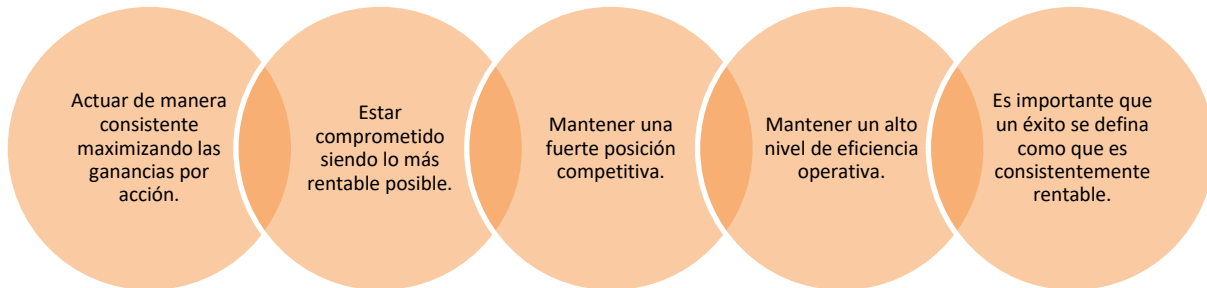 Actuar de manera
consistente
maximizando las
ganancias por
acción.
Estar
comprometido
siendo lo más
rentable posible.
Mantener una
fuerte posición
competitiva.
Mantener un alto
nivel de eficiencia
operativa.
Es importante que
un éxito se defina
como que es
consistentemente
rentable.